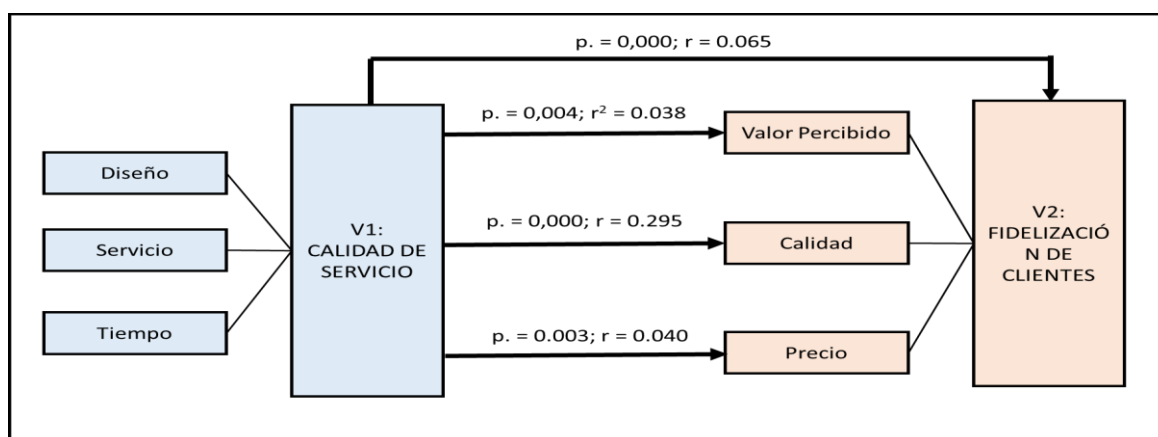 p. = 0,000; r = 0.065
p. = 0,004; r² = 0.038
Valor Percibido
Diseño
Servicio
Tiempo
V1:
CALIDAD DE
SERVICIO
p. = 0,000; r = 0.295
Calidad
p. = 0.003; r = 0.040
Precio
V2:
FIDELIZACIÓ
N DE
CLIENTES